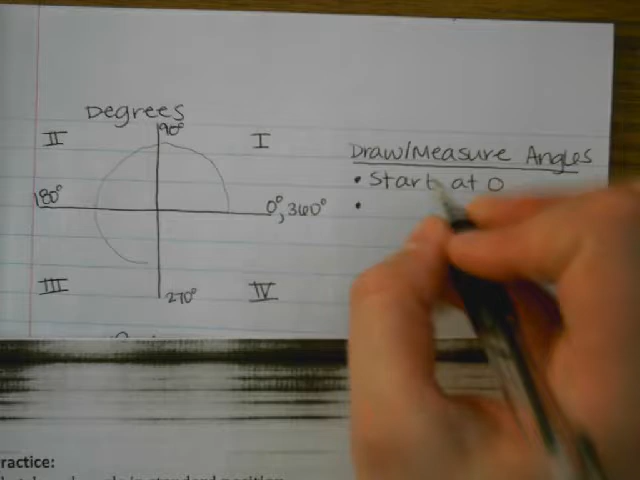 Degrees
90°
II
I
180°
0°, 360°
III
270°
IV
Draw/Measure Angles
• Start at 0
•
ractice: